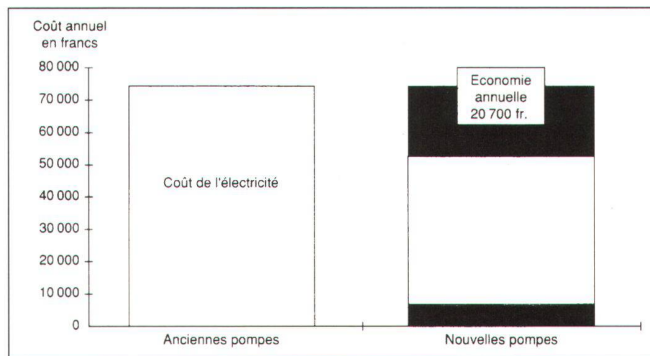 Coût annuel
en francs
80 000
70 000
60 000
50 000
40 000
30 000
20 000
10 000
0
Coût de l'électricité
Economie
annuelle
20 700 fr.
Anciennes pompes
Nouvelles pompes